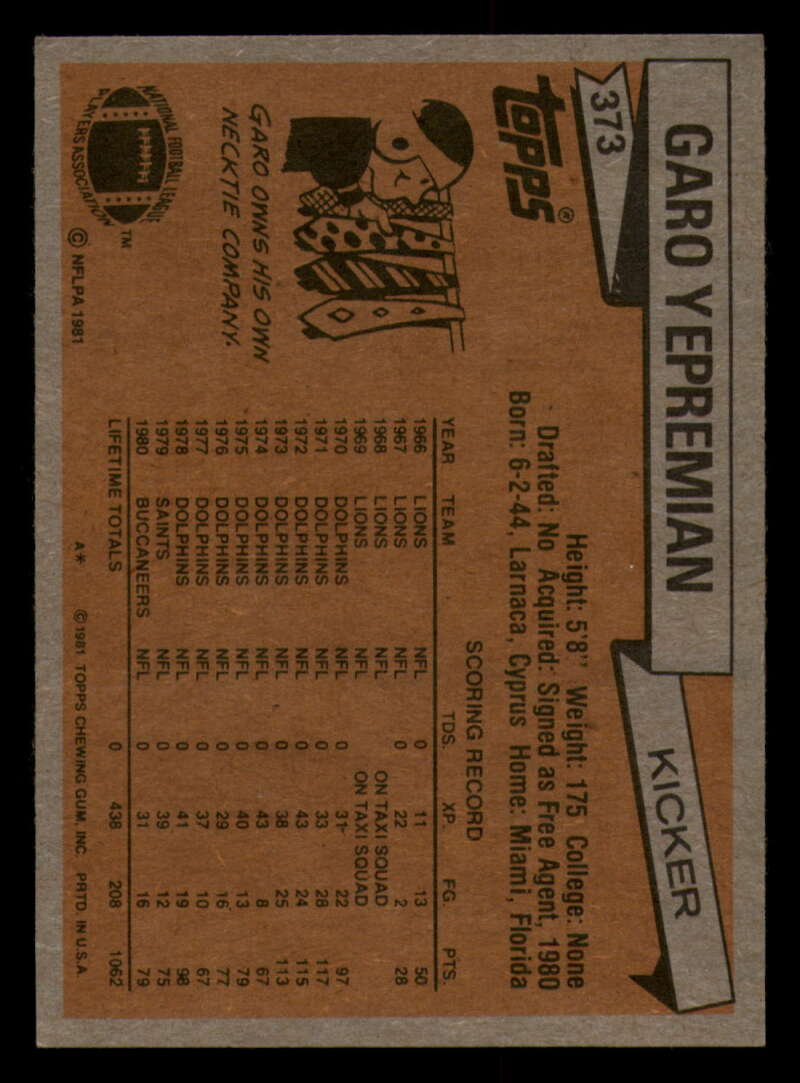 373
GARO YEPREMIAN
KICKER
TOPPS®
Height: 5'8" Weight: 175 College: None
Drafted: No Acquired: Signed as Free Agent, 1980
Born: 6-2-44, Larnaca, Cyprus Home: Miami, Florida
GARO OWNS HIS OWN
NECKTIE COMPANY.
NATIONAL FOOTBALL LEAGUE
PLAYERS ASSOCIATION
TM
© NFLPA 1981
SCORING RECORD
YEAR TEAM TDS. XP. FG. PTS.
1966 LIONS NFL 0 11 13 50
1967 LIONS NFL 0 22 2 28
1968 LIONS NFL ON TAXI SQUAD
1969 LIONS NFL ON TAXI SQUAD
1970 DOLPHINS NFL 0 31 22 97
1971 DOLPHINS NFL 0 33 28 117
1972 DOLPHINS NFL 0 43 24 115
1973 DOLPHINS NFL 0 38 25 113
1974 DOLPHINS NFL 0 43 8 67
1975 DOLPHINS NFL 0 40 13 79
1976 DOLPHINS NFL 0 29 16 77
1977 DOLPHINS NFL 0 37 10 67
1978 DOLPHINS NFL 0 41 19 98
1979 SAINTS NFL 0 39 12 75
1980 BUCCANEERS NFL 0 31 16 79
LIFETIME TOTALS 0 438 208 1062
A* ©1981 TOPPS CHEWING GUM, INC. PRTD. IN U.S.A.